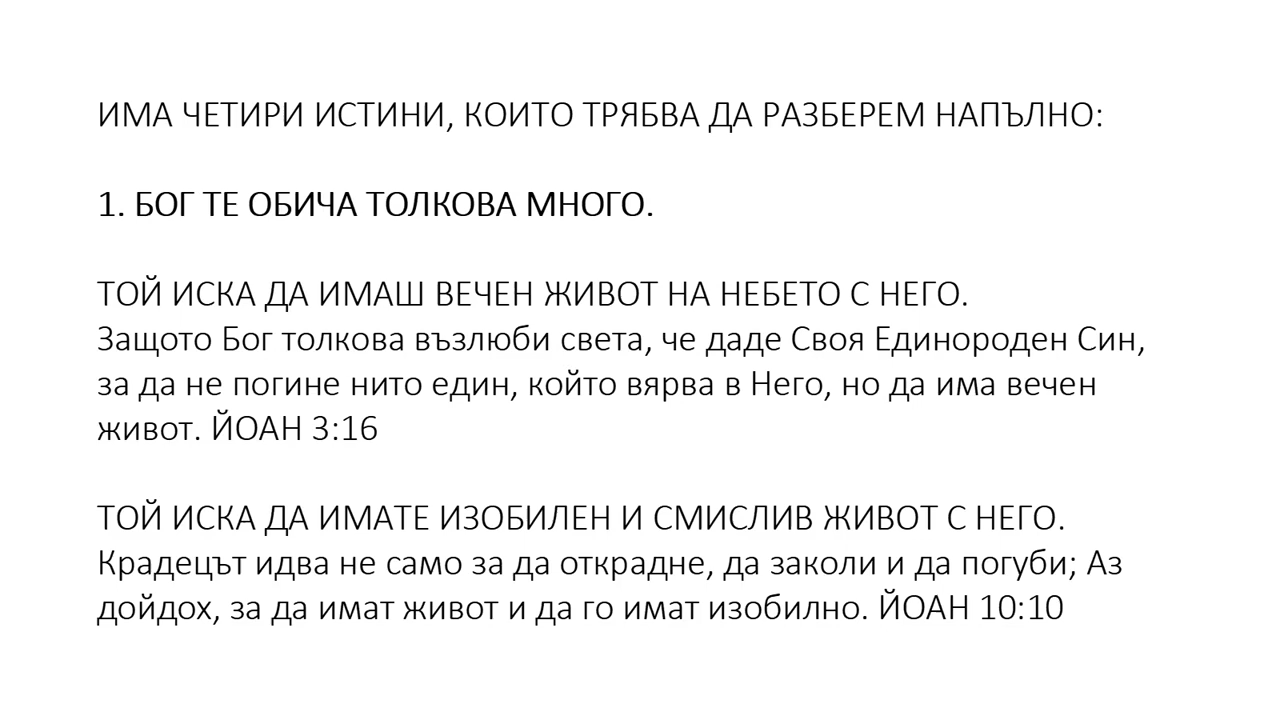 ИМА ЧЕТИРИ ИСТИНИ, КОИТО ТРЯБВА ДА РАЗБЕРЕМ НАПЪЛНО:
1. БОГ ТЕ ОБИЧА ТОЛКОВА МНОГО.
ТОЙ ИСКА ДА ИМАШ ВЕЧЕН ЖИВОТ НА НЕБЕТО С НЕГО.
Защото Бог толкова възлюби света, че даде Своя Единороден Син,
за да не погине нито един, който вярва в Него, но да има вечен
живот. ЙОАН 3:16
ТОЙ ИСКА ДА ИМАТЕ ИЗОБИЛЕН И СМИСЛИВ ЖИВОТ С НЕГО.
Крадецът идва не само за да открадне, да заколи и да погуби; Аз
дойдох, за да имат живот и да го имат изобилно. ЙОАН 10:10